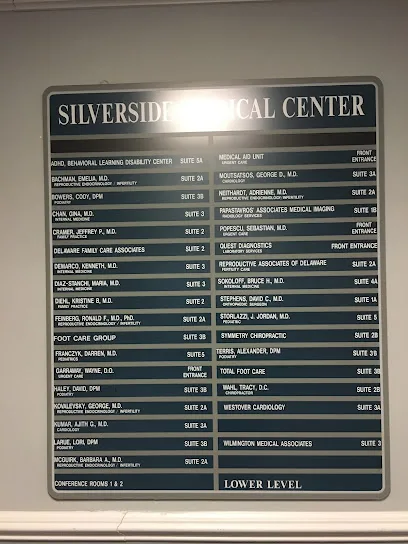 SILVERSIDE MEDICAL CENTER
ADHD, BEHAVIORAL LEARNING DISABILITY CENTER SUITE 5A
BACHMAN, EMELIA, M.D. SUITE 2A
REPRODUCTIVE ENDOCRINOLOGY / INFERTILITY
BOWERS, CODY, DPM SUITE 3B
PODIATRY
CHAN, GINA, M.D. SUITE 3
INTERNAL MEDICINE
CRAMER, JEFFREY P., M.D. SUITE 2
FAMILY PRACTICE
DELAWARE FAMILY CARE ASSOCIATES SUITE 2
DEMARCO, KENNETH, M.D. SUITE 3
INTERNAL MEDICINE
DIAZ-STANCHI, MARIA, M.D. SUITE 3
INTERNAL MEDICINE
DIEHL, KRISTINE B, M.D. SUITE 2
FAMILY PRACTICE
FEINBERG, RONALD F., M.D., PhD. SUITE 2A
REPRODUCTIVE ENDOCRINOLOGY / INFERTILITY
FOOT CARE GROUP SUITE 3B
FRANCZYK, DARREN, M.D. SUITE 5
PEDIATRICS
GARRAWAY, WAYNE, D.O. FRONT ENTRANCE
URGENT CARE
HALEY, DAVID, DPM SUITE 3B
PODIATRY
KOVALEVSKY, GEORGE, M.D. SUITE 2A
REPRODUCTIVE ENDOCRINOLOGY / INFERTILITY
KUMAR, AJITH G., M.D. SUITE 3A
CARDIOLOGY
LARUE, LORI, DPM SUITE 3B
PODIATRY
MCGUIRK, BARBARA A., M.D. SUITE 2A
REPRODUCTIVE ENDOCRINOLOGY / INFERTILITY
CONFERENCE ROOMS 1 & 2
MEDICAL AID UNIT FRONT ENTRANCE
URGENT CARE
MOUTSATSOS, GEORGE D., M.D. SUITE 3A
CARDIOLOGY
NEITHARDT, ADRIENNE, M.D. SUITE 2A
REPRODUCTIVE ENDOCRINOLOGY / INFERTILITY
PAPASTAVROS' ASSOCIATES MEDICAL IMAGING SUITE 1B
RADIOLOGY SERVICES
POPESCU, SEBASTIAN, M.D. FRONT ENTRANCE
URGENT CARE
QUEST DIAGNOSTICS FRONT ENTRANCE
LABORATORY SERVICES
REPRODUCTIVE ASSOCIATES OF DELAWARE SUITE 2A
FERTILITY CARE
SOKOLOFF, BRUCE H., M.D. SUITE 4A
INTERNAL MEDICINE
STEPHENS, DAVID C., M.D. SUITE 1A
ORTHOPAEDIC SURGEON
STORLAZZI, J. JORDAN, M.D. SUITE 5
PEDIATRIC
SYMMETRY CHIROPRACTIC SUITE 2B
TERRIS, ALEXANDER, DPM SUITE 3B
PODIATRY
TOTAL FOOT CARE SUITE 3B
WAHL, TRACY, D.C. SUITE 2B
CHIROPRACTOR
WESTOVER CARDIOLOGY SUITE 3A
WILMINGTON MEDICAL ASSOCIATES SUITE 3
LOWER LEVEL